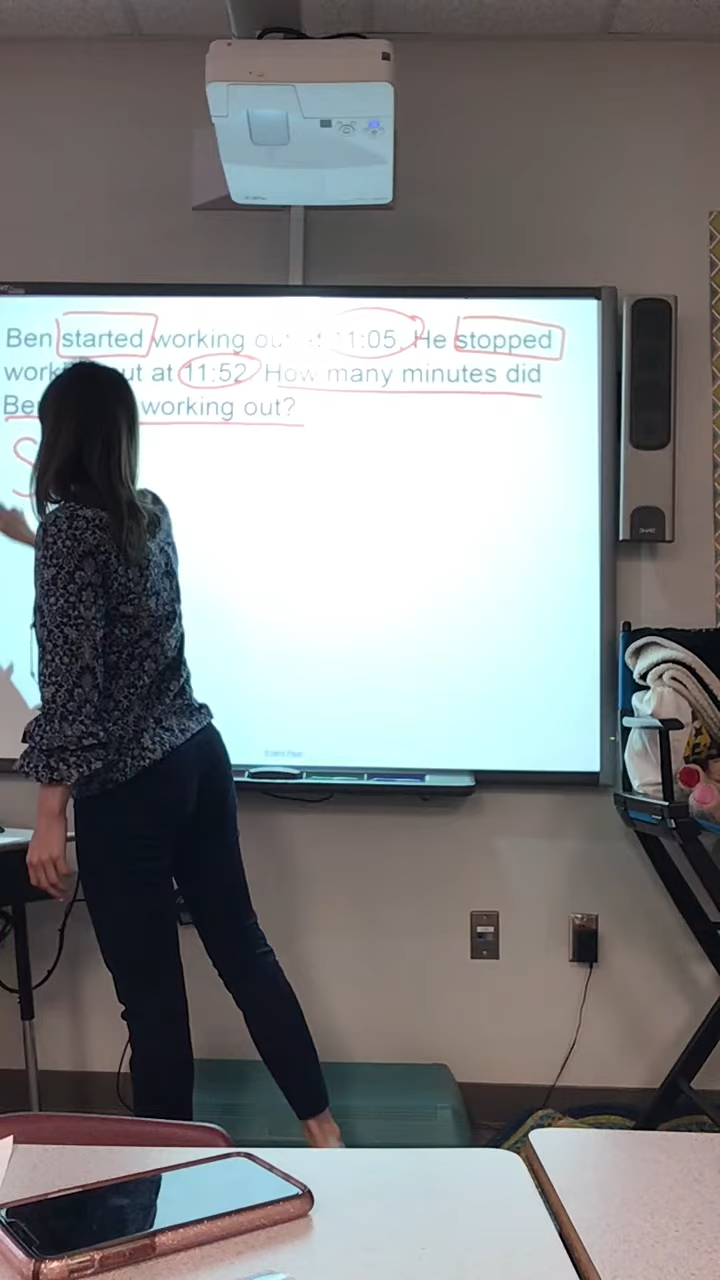 Ben started working out at 11:05. He stopped
working out at 11:52. How many minutes did
Ben working out?
S